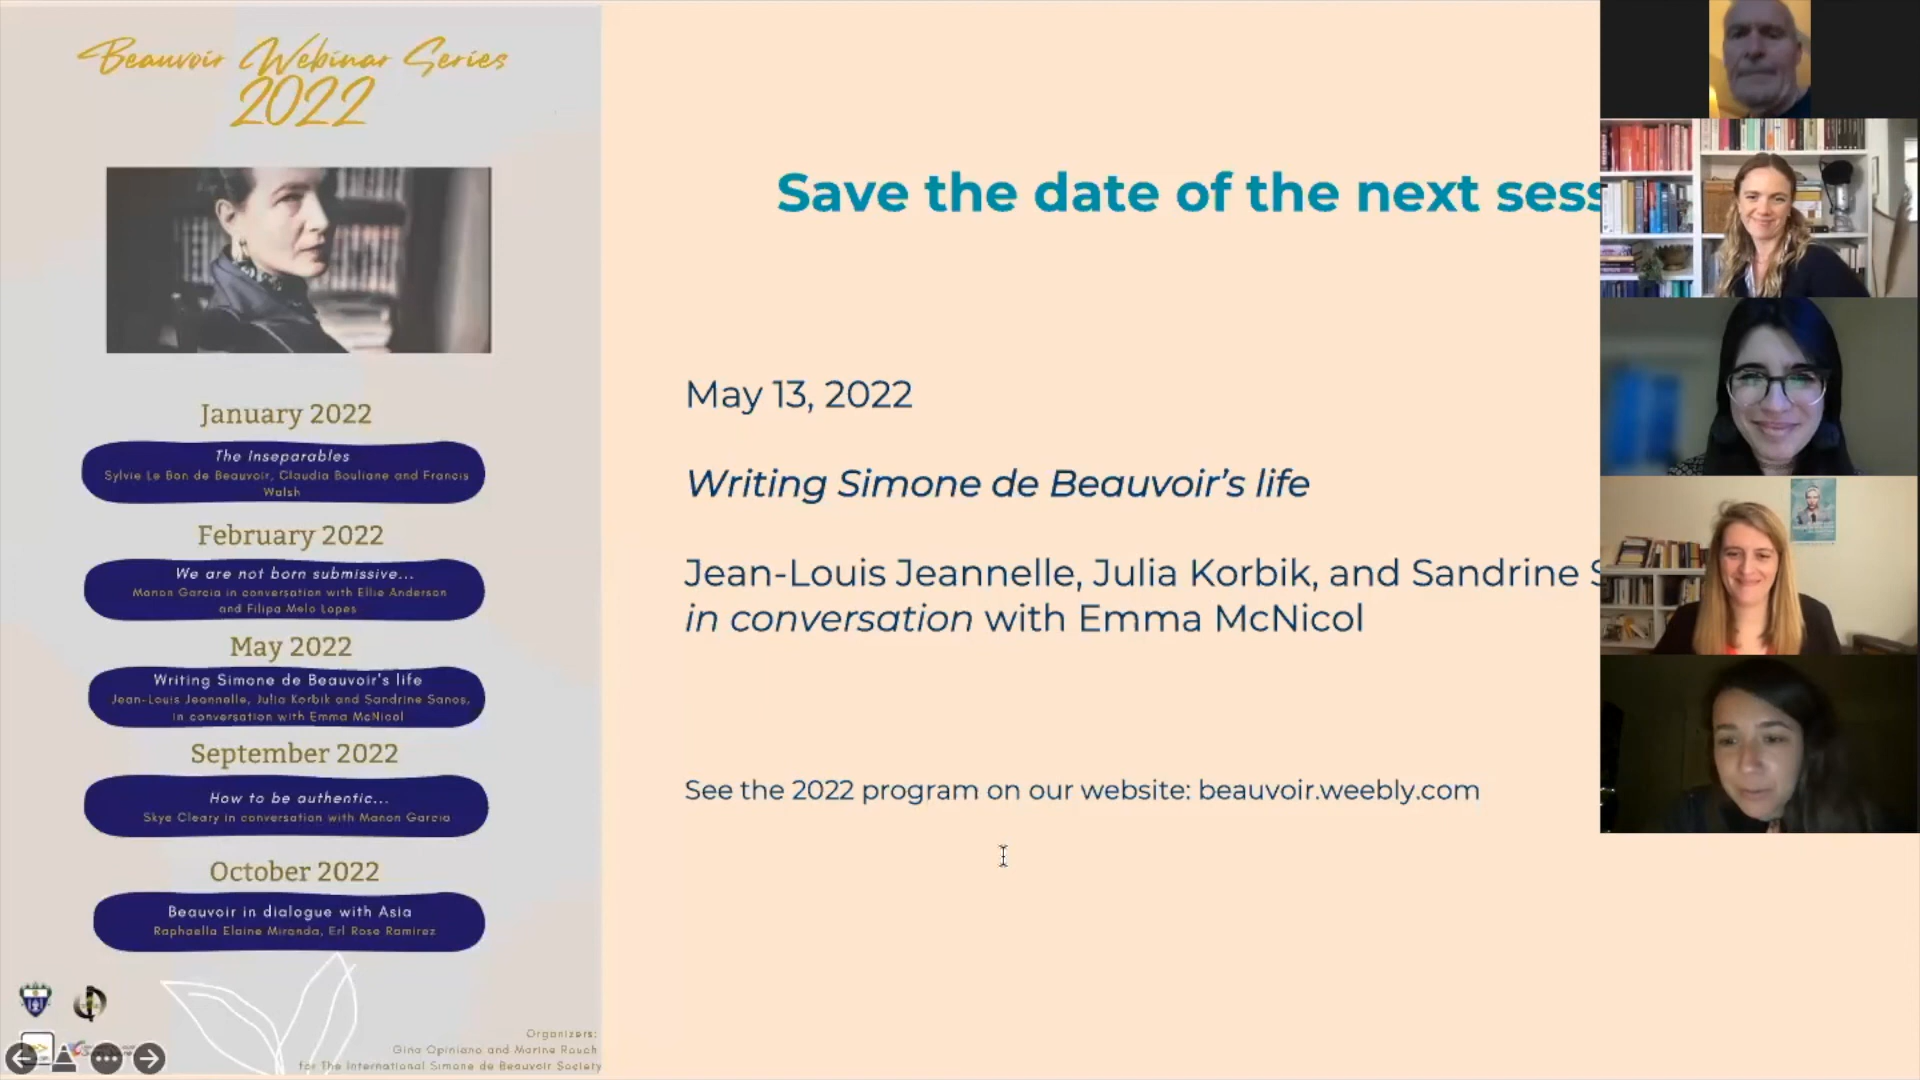 Beauvoir Webinar Series
2022
January 2022
The Inseparables
Sylvie Le Bon de Beauvoir, Claudia Bouliane and Francis
Walsh
February 2022
We are not born submissive...
Manon Garcia in conversation with Ellie Anderson
and Filipa Melo Lopes
May 2022
Writing Simone de Beauvoir's life
Jean-Louis Jeannelle, Julia Korbik and Sandrine Sanos,
in conversation with Emma McNicol
September 2022
How to be authentic...
Skye Cleary in conversation with Manon Garcia
October 2022
Beauvoir in dialogue with Asia
Raphaella Elaine Miranda, Erl Rose Ramirez
Organizers:
Gina Opiniano and Marine Rouch
for The International Simone de Beauvoir Society
Save the date of the next sess
May 13, 2022
Writing Simone de Beauvoir’s life
Jean-Louis Jeannelle, Julia Korbik, and Sandrine S
in conversation with Emma McNicol
See the 2022 program on our website: beauvoir.weebly.com